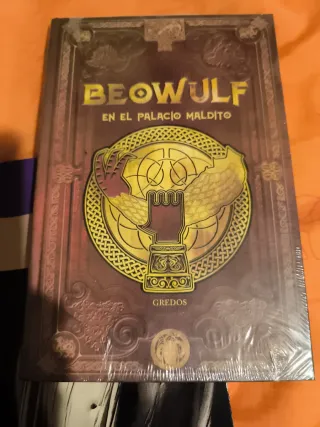 BEOWULF
EN EL PALACIO MALDITO
GREDOS